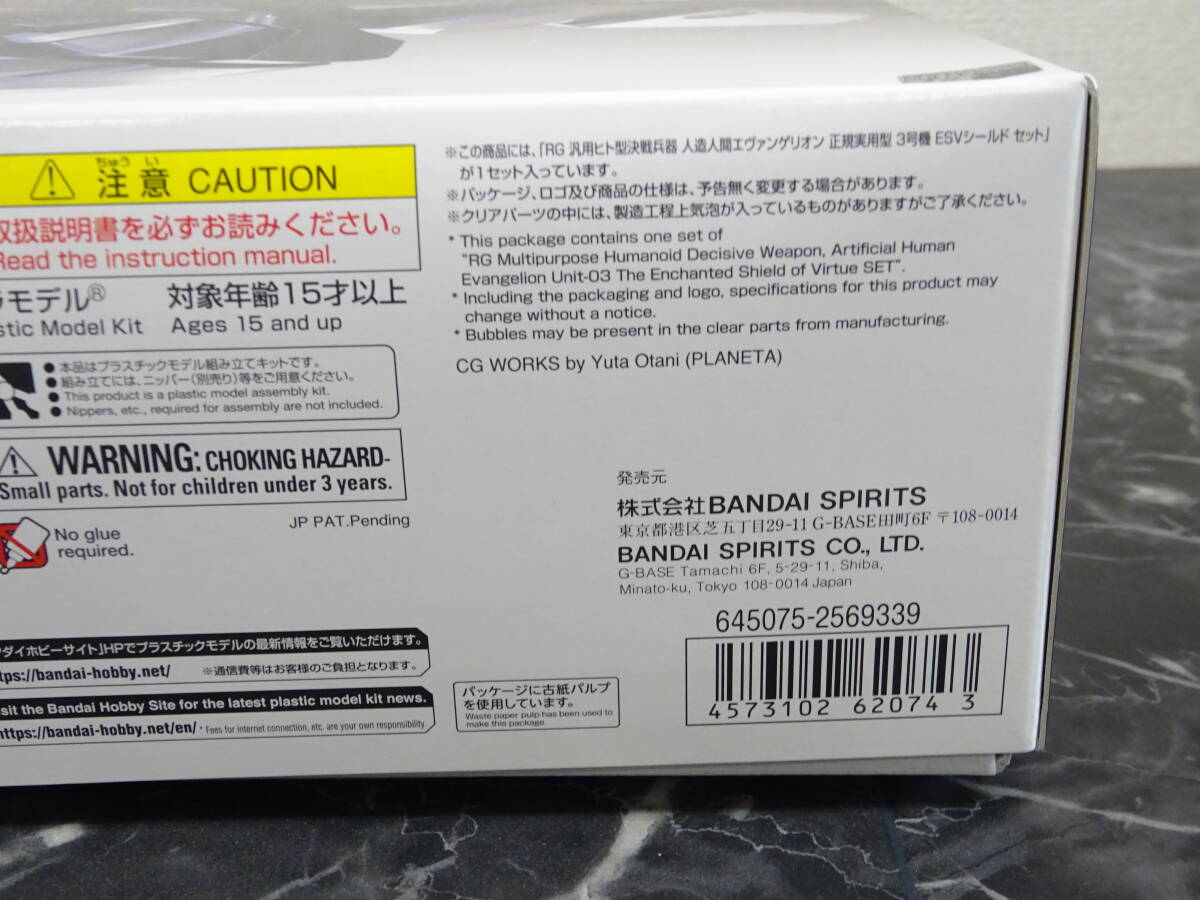 ちゅう い
注意 CAUTION
取扱説明書を必ずお読みください。
Read the instruction manual.
ラモデル® 対象年齢15才以上
stic Model Kit Ages 15 and up
● 本品はプラスチックモデル組み立てキットです。
● 組み立てには、ニッパー(別売り)等をご用意ください。
● This product is a plastic model assembly kit.
● Nippers, etc., required for assembly are not included.
WARNING: CHOKING HAZARD-
Small parts. Not for children under 3 years.
No glue
required.
JP PAT.Pending
ダイホビーサイト」HPでプラスチックモデルの最新情報をご覧いただけます。
tps://bandai-hobby.net/ ※通信費等はお客様のご負担となります。
isit the Bandai Hobby Site for the latest plastic model kit news.
https://bandai-hobby.net/en/ • Fees for internet connection, etc. are your own responsibility.
※この商品には、「RG 汎用ヒト型決戦兵器 人造人間エヴァンゲリオン 正規実用型 3号機 ESVシールド セット」
が1セット入っています。
※パッケージ、ロゴ及び商品の仕様は、予告無く変更する場合があります。
※クリアパーツの中には、製造工程上気泡が入っているものがありますがご了承ください。
* This package contains one set of
"RG Multipurpose Humanoid Decisive Weapon, Artificial Human
Evangelion Unit-03 The Enchanted Shield of Virtue SET".
* Including the packaging and logo, specifications for this product may
change without a notice.
* Bubbles may be present in the clear parts from manufacturing.
CG WORKS by Yuta Otani (PLANETA)
発売元
株式会社BANDAI SPIRITS
東京都港区芝五丁目29-11 G-BASE田町6F 〒108-0014
BANDAI SPIRITS CO., LTD.
G-BASE Tamachi 6F, 5-29-11, Shiba,
Minato-ku, Tokyo 108-0014 Japan
645075-2569339
4573102 62074 3
パッケージに古紙パルプ
を使用しています。
Waste paper pulp has been used to
make this package.